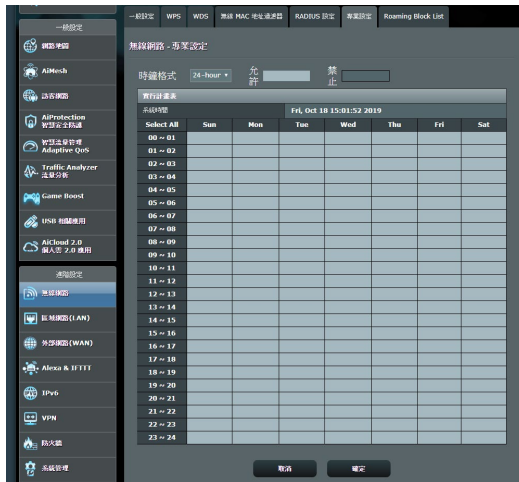 一般設定
網路地圖
AiMesh
訪客網路
AiProtection
智慧安全防護
智慧流量管理
Adaptive QoS
Traffic Analyzer
流量分析
Game Boost
USB 相關應用
AiCloud 2.0
個人雲 2.0 應用
進階設定
無線網路
區域網路(LAN)
外部網路(WAN)
Alexa & IFTTT
IPv6
VPN
防火牆
系統管理
一般設定 WPS WDS 無線 MAC 地址過濾器 RADIUS 設定 專業設定 Roaming Block List
無線網路 - 專業設定
時鐘格式 24-hour 允許 禁止
實行計畫表
系統時間 Fri, Oct 18 15:01:52 2019
Select All Sun Mon Tue Wed Thu Fri Sat
00 ~ 01
01 ~ 02
02 ~ 03
03 ~ 04
04 ~ 05
05 ~ 06
06 ~ 07
07 ~ 08
08 ~ 09
09 ~ 10
10 ~ 11
11 ~ 12
12 ~ 13
13 ~ 14
14 ~ 15
15 ~ 16
16 ~ 17
17 ~ 18
18 ~ 19
19 ~ 20
20 ~ 21
21 ~ 22
22 ~ 23
23 ~ 24
取消 確定